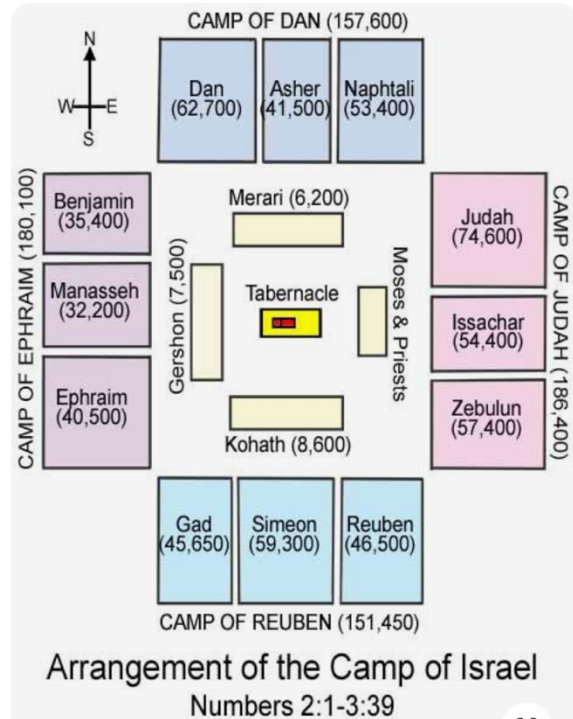 CAMP OF DAN (157,600)
N
W E
S
Dan
(62,700)
Asher
(41,500)
Naphtali
(53,400)
CAMP OF EPHRAIM (180,100)
Benjamin
(35,400)
Manasseh
(32,200)
Ephraim
(40,500)
Merari (6,200)
Gershon (7,500)
Tabernacle
Moses & Priests
Kohath (8,600)
Judah
(74,600)
Issachar
(54,400)
Zebulun
(57,400)
CAMP OF JUDAH (186,400)
Gad
(45,650)
Simeon
(59,300)
Reuben
(46,500)
CAMP OF REUBEN (151,450)
Arrangement of the Camp of Israel
Numbers 2:1-3:39